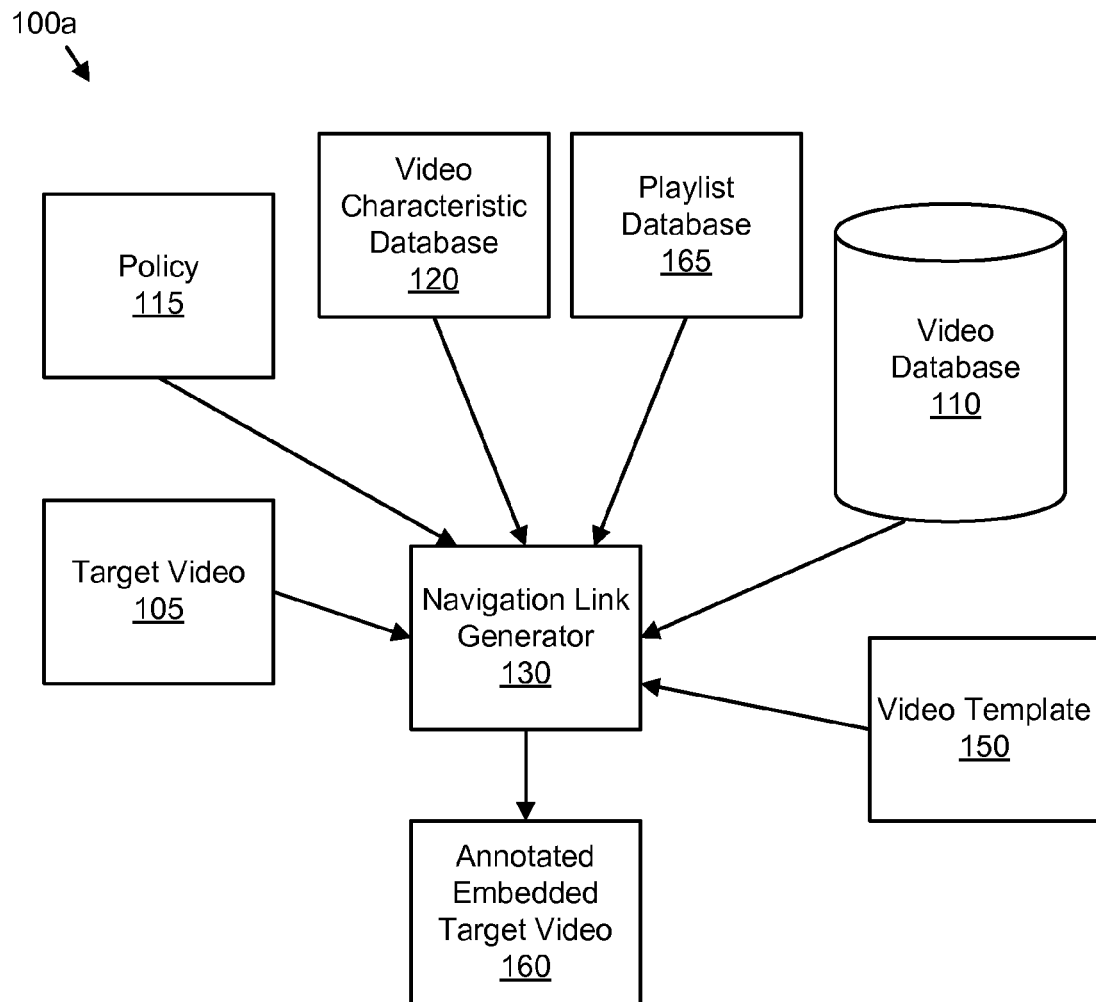 100a
Policy
115
Video
Characteristic
Database
120
Playlist
Database
165
Video
Database
110
Target Video
105
Navigation Link
Generator
130
Video Template
150
Annotated
Embedded
Target Video
160